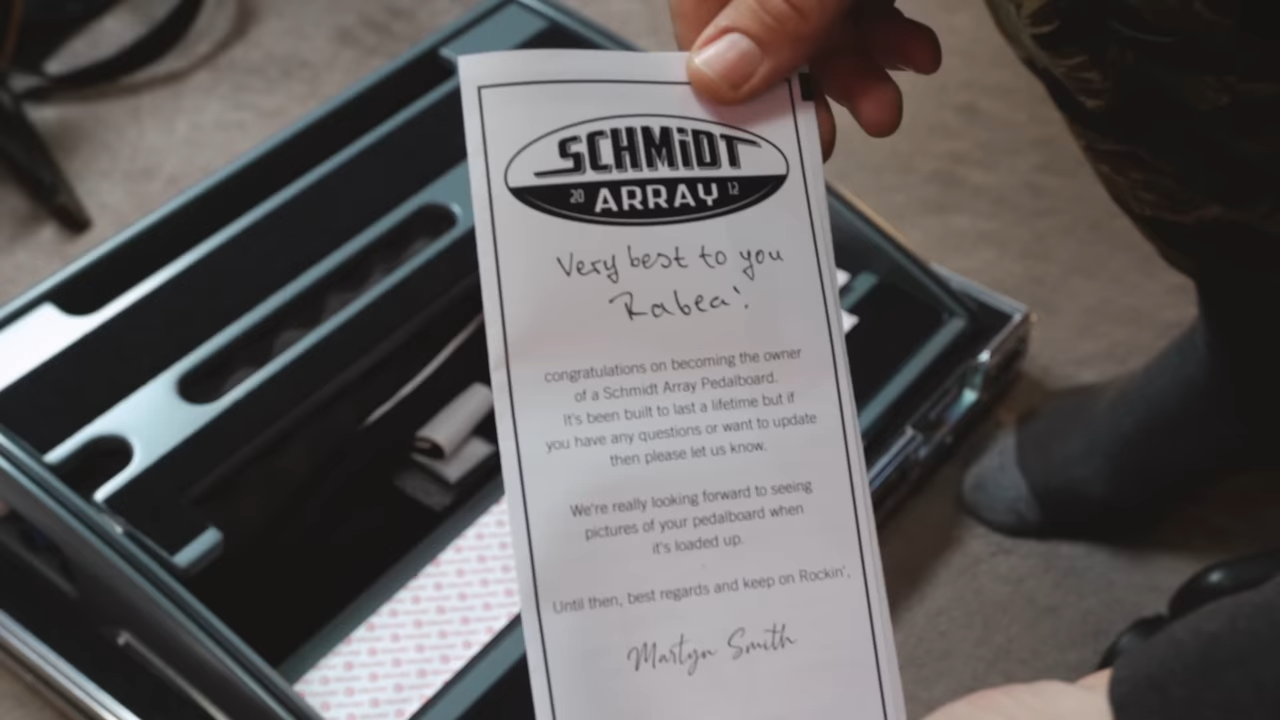 SCHMiDT
20 ARRAY 12
Very best to you
Rabea!
congratulations on becoming the owner
of a Schmidt Array Pedalboard.
It's been built to last a lifetime but if
you have any questions or want to update
then please let us know.
We're really looking forward to seeing
pictures of your pedalboard when
it's loaded up.
Until then, best regards and keep on Rockin',
Martyn Smith